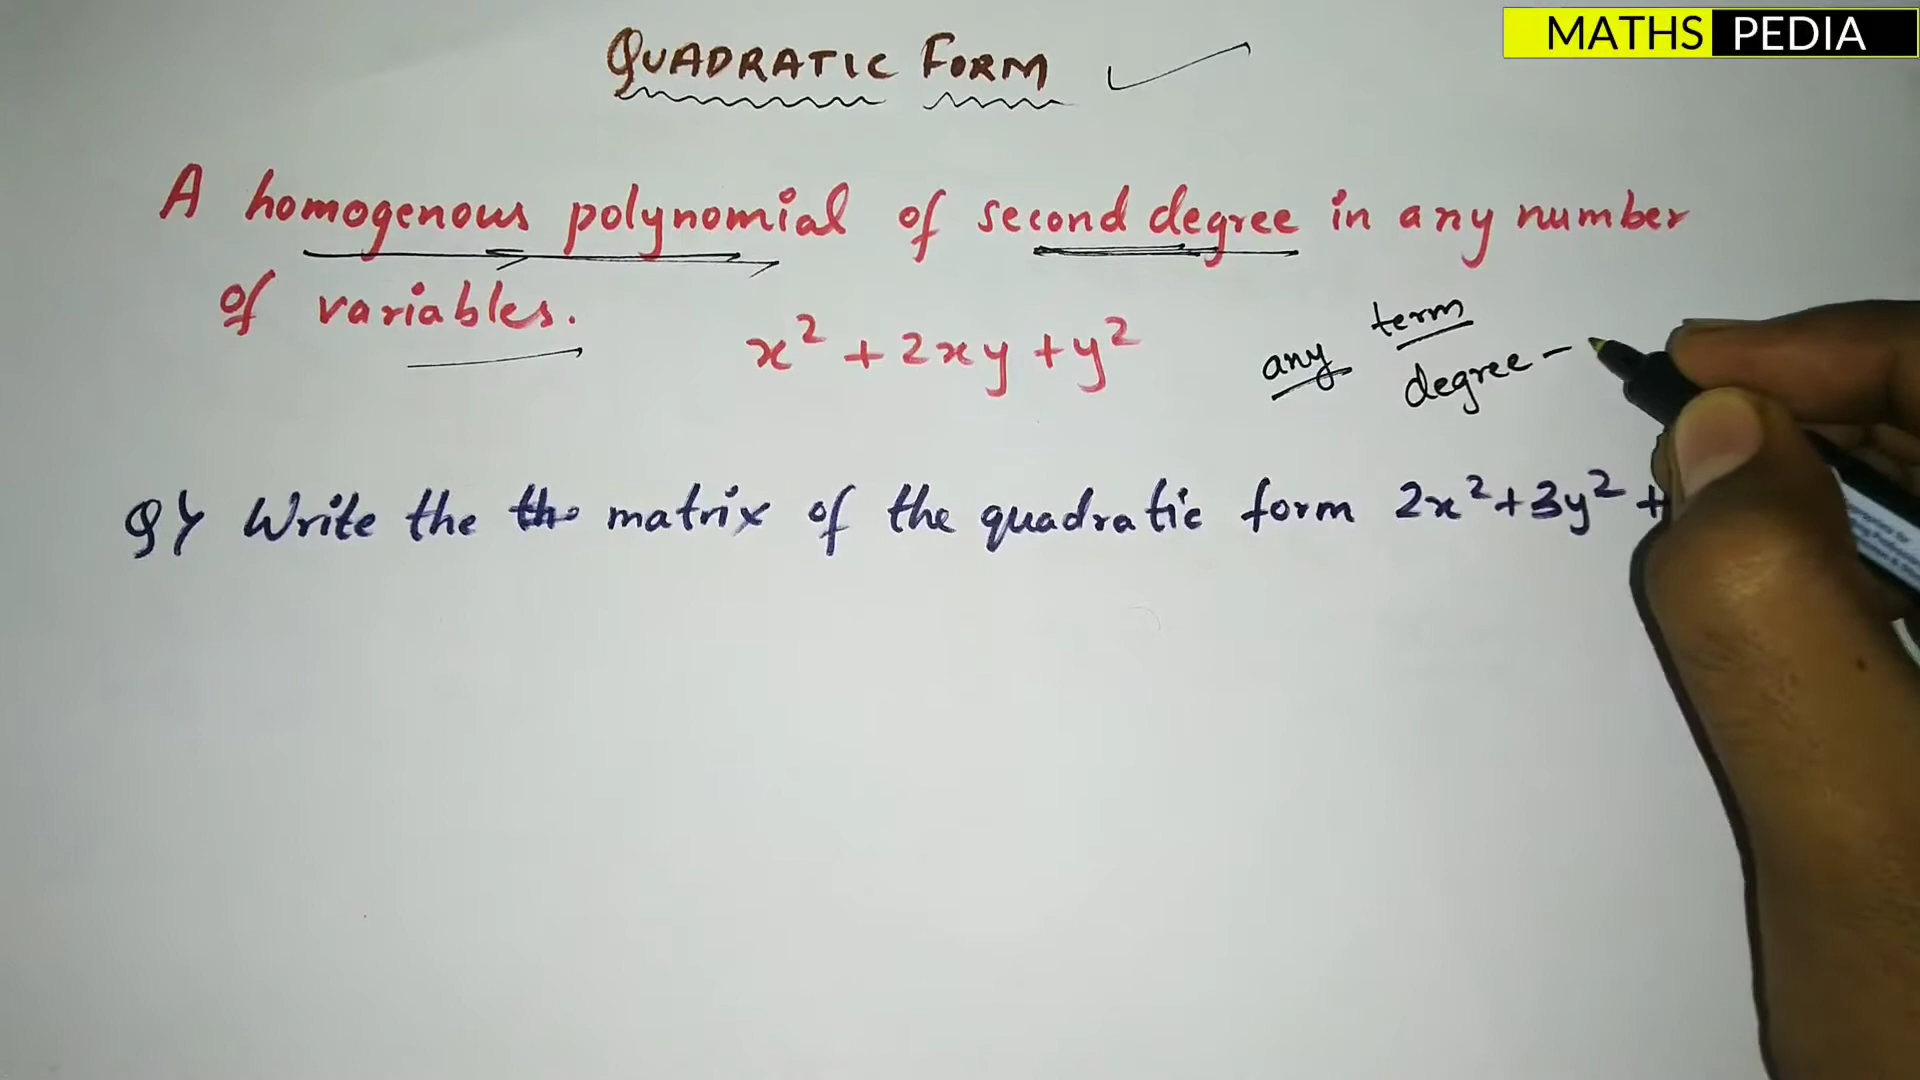 MATHS PEDIA
QUADRATIC FORM
A homogenous polynomial of second degree in any number
of variables.
x² + 2xy + y²
any term
degree –
Q) Write the the matrix of the quadratic form 2x² + 3y² +